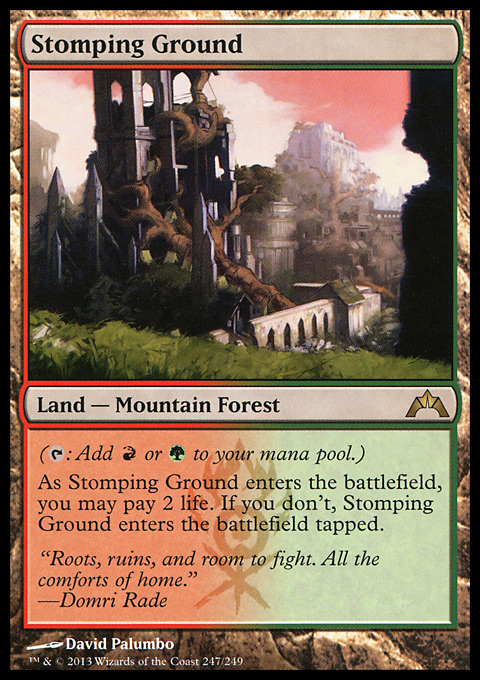 Stomping Ground
Land — Mountain Forest
(: Add or to your mana pool.)
As Stomping Ground enters the battlefield,
you may pay 2 life. If you don't, Stomping
Ground enters the battlefield tapped.
"Roots, ruins, and room to fight. All the
comforts of home."
—Domri Rade
David Palumbo
™ & © 2013 Wizards of the Coast 247/249